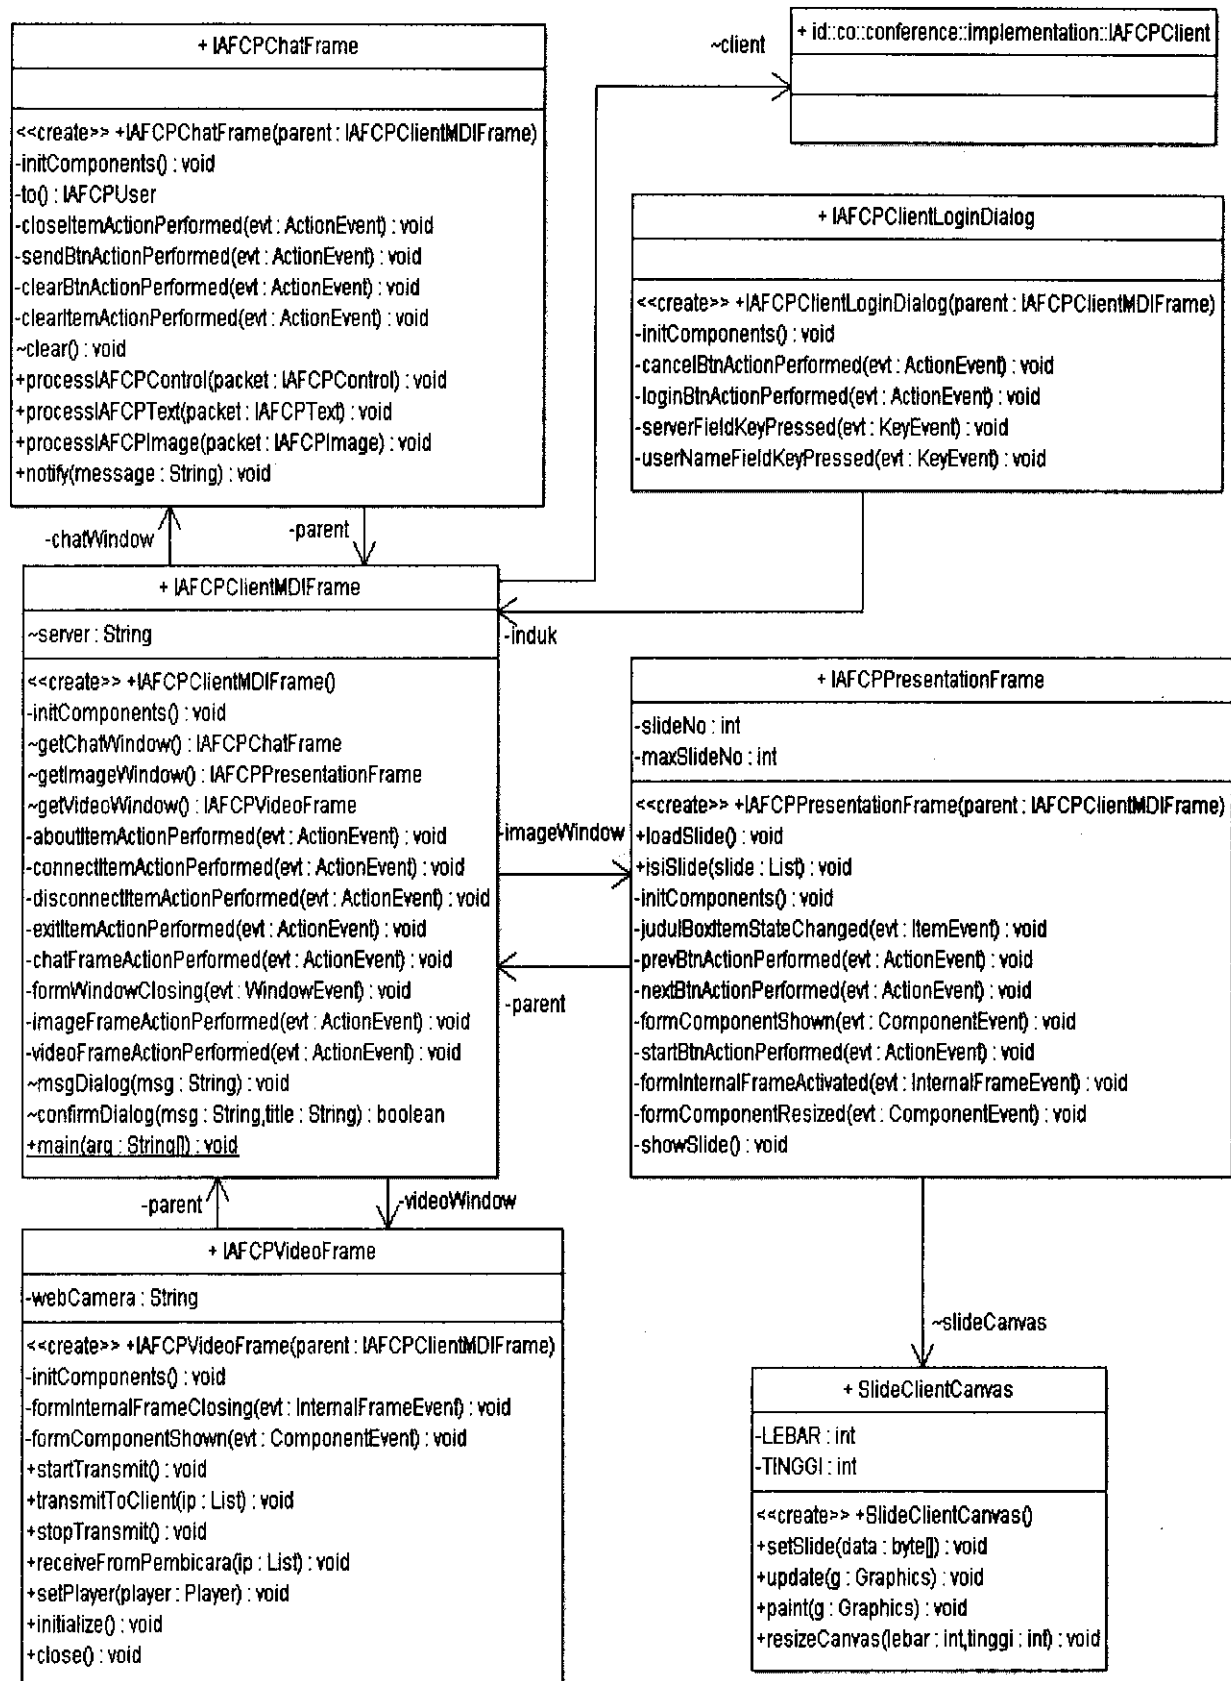 + IAFCPChatFrame
<<create>> +IAFCPChatFrame(parent : IAFCPClientMDIFrame)
-initComponents() : void
-to() : IAFCPUser
-closeItemActionPerformed(evt : ActionEvent) : void
-sendBtnActionPerformed(evt : ActionEvent) : void
-clearBtnActionPerformed(evt : ActionEvent) : void
-clearItemActionPerformed(evt : ActionEvent) : void
~clear() : void
+processIAFCPControl(packet : IAFCPControl) : void
+processIAFCPText(packet : IAFCPText) : void
+processIAFCPImage(packet : IAFCPImage) : void
+notify(message : String) : void
~client
+ id::co::conference::implementation::IAFCPClient
+ IAFCPClientLoginDialog
<<create>> +IAFCPClientLoginDialog(parent : IAFCPClientMDIFrame)
-initComponents() : void
-cancelBtnActionPerformed(evt : ActionEvent) : void
-loginBtnActionPerformed(evt : ActionEvent) : void
-serverFieldKeyPressed(evt : KeyEvent) : void
-userNameFieldKeyPressed(evt : KeyEvent) : void
-chatWindow
-parent
+ IAFCPClientMDIFrame
~server : String
<<create>> +IAFCPClientMDIFrame()
-initComponents() : void
~getChatWindow() : IAFCPChatFrame
~getImageWindow() : IAFCPPresentationFrame
~getVideoWindow() : IAFCPVideoFrame
-aboutItemActionPerformed(evt : ActionEvent) : void
-connectItemActionPerformed(evt : ActionEvent) : void
-disconnectItemActionPerformed(evt : ActionEvent) : void
-exitItemActionPerformed(evt : ActionEvent) : void
-chatFrameActionPerformed(evt : ActionEvent) : void
-formWindowClosing(evt : WindowEvent) : void
-imageFrameActionPerformed(evt : ActionEvent) : void
-videoFrameActionPerformed(evt : ActionEvent) : void
~msgDialog(msg : String) : void
~confirmDialog(msg : String,title : String) : boolean
+main(arg : String[]) : void
-induk
-imageWindow
-parent
+ IAFCPPresentationFrame
-slideNo : int
-maxSlideNo : int
<<create>> +IAFCPPresentationFrame(parent : IAFCPClientMDIFrame)
+loadSlide() : void
+isiSlide(slide : List) : void
-initComponents() : void
-judulBoxItemStateChanged(evt : ItemEvent) : void
-prevBtnActionPerformed(evt : ActionEvent) : void
-nextBtnActionPerformed(evt : ActionEvent) : void
-formComponentShown(evt : ComponentEvent) : void
-startBtnActionPerformed(evt : ActionEvent) : void
-formInternalFrameActivated(evt : InternalFrameEvent) : void
-formComponentResized(evt : ComponentEvent) : void
-showSlide() : void
-parent
-videoWindow
+ IAFCPVideoFrame
-webCamera : String
<<create>> +IAFCPVideoFrame(parent : IAFCPClientMDIFrame)
-initComponents() : void
-formInternalFrameClosing(evt : InternalFrameEvent) : void
-formComponentShown(evt : ComponentEvent) : void
+startTransmit() : void
+transmitToClient(ip : List) : void
+stopTransmit() : void
+receiveFromPembicara(ip : List) : void
+setPlayer(player : Player) : void
+initialize() : void
+close() : void
~slideCanvas
+ SlideClientCanvas
-LEBAR : int
-TINGGI : int
<<create>> +SlideClientCanvas()
+setSlide(data : byte[]) : void
+update(g : Graphics) : void
+paint(g : Graphics) : void
+resizeCanvas(lebar : int,tinggi : int) : void